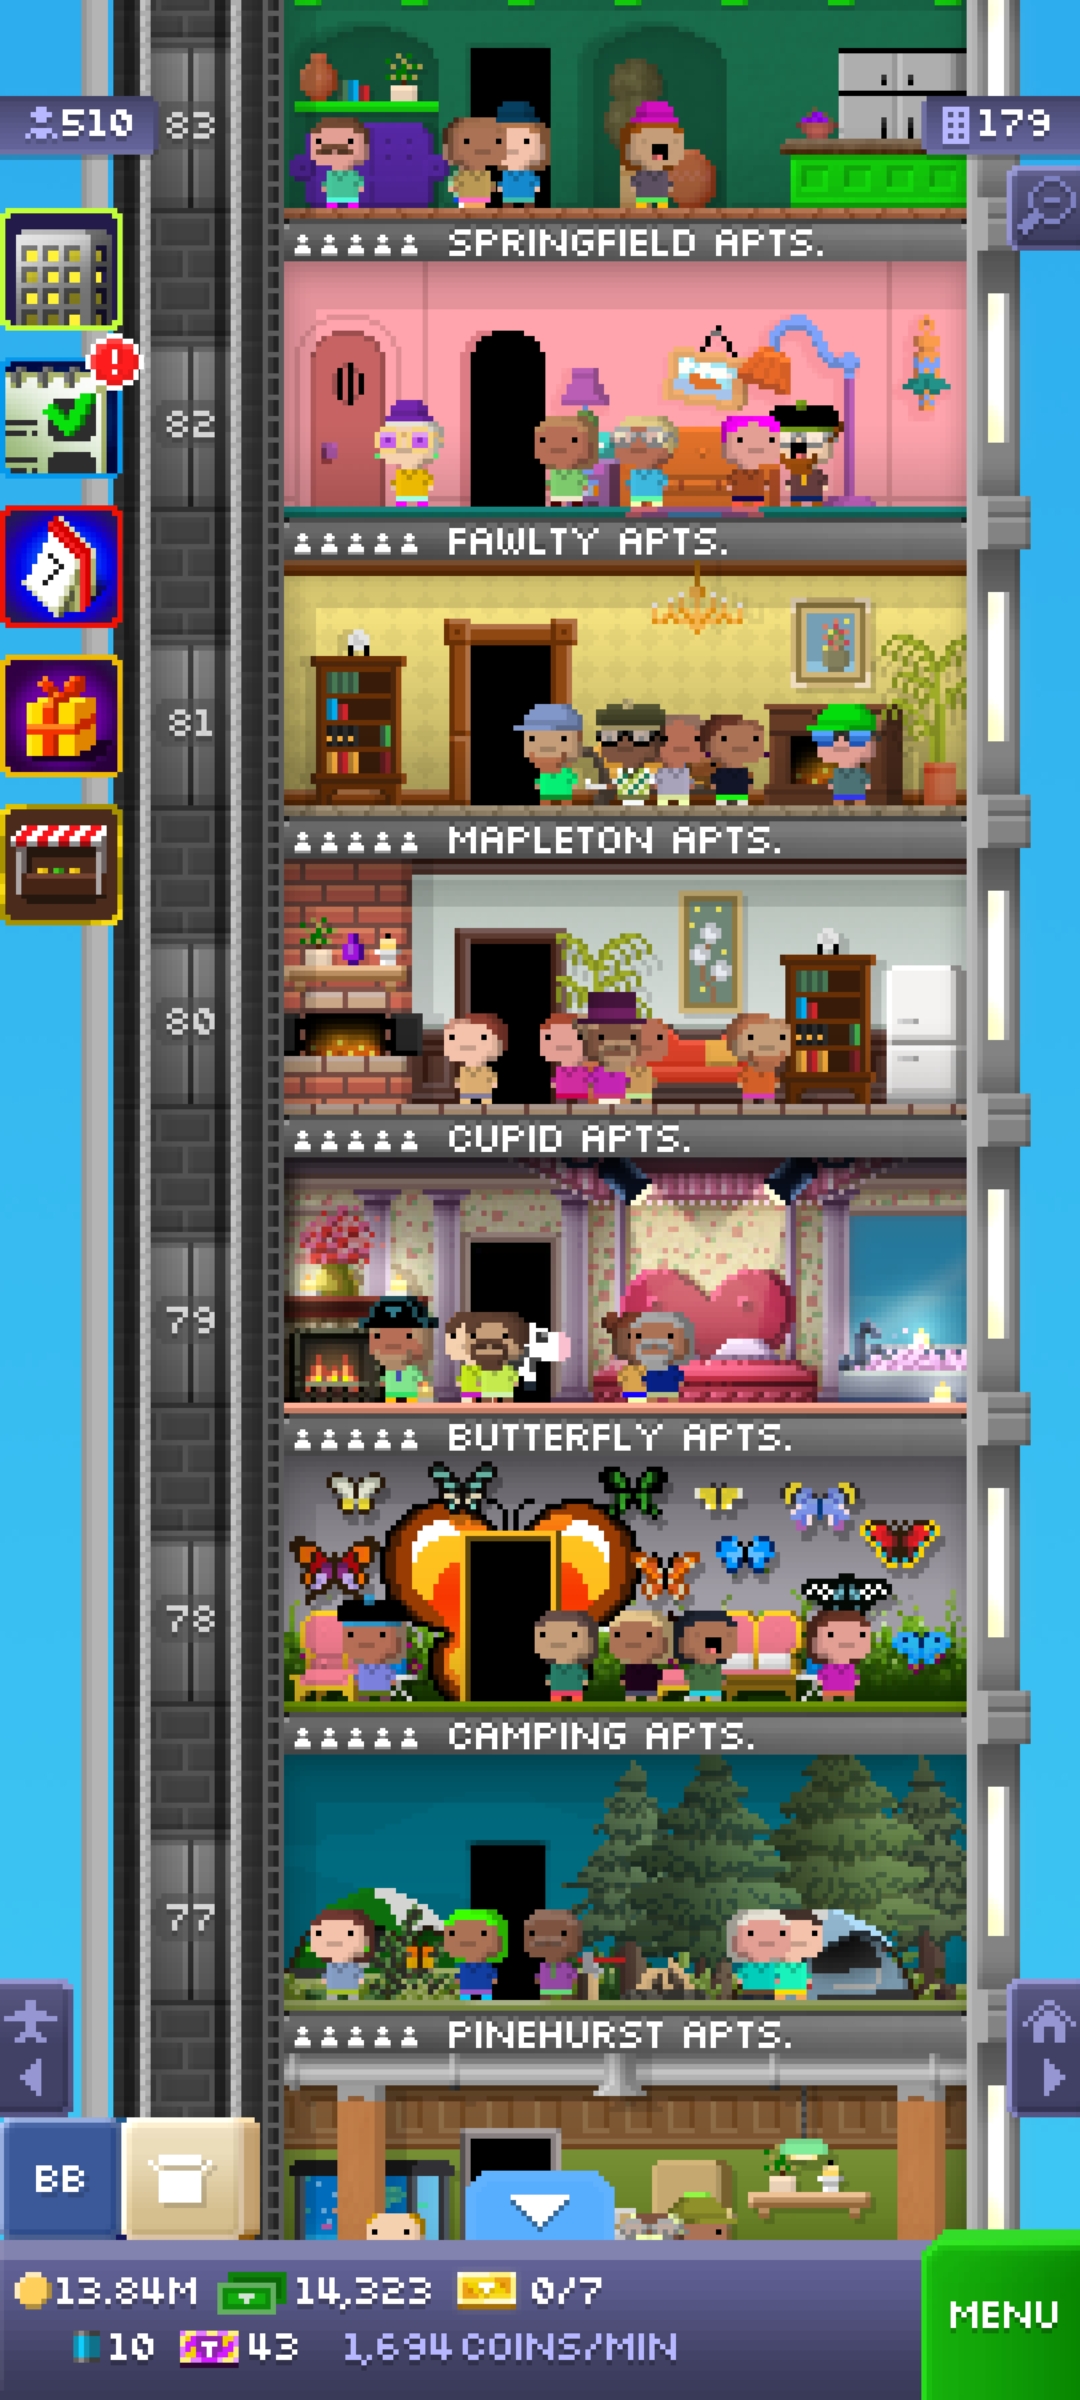 510
83
179
SPRINGFIELD APTS.
82
FAWLTY APTS.
7
81
MAPLETON APTS.
80
CUPID APTS.
79
BUTTERFLY APTS.
78
CAMPING APTS.
77
PINEHURST APTS.
BB
13.84M 14,323 0/7
MENU
10 43 1,694 COINS/MIN